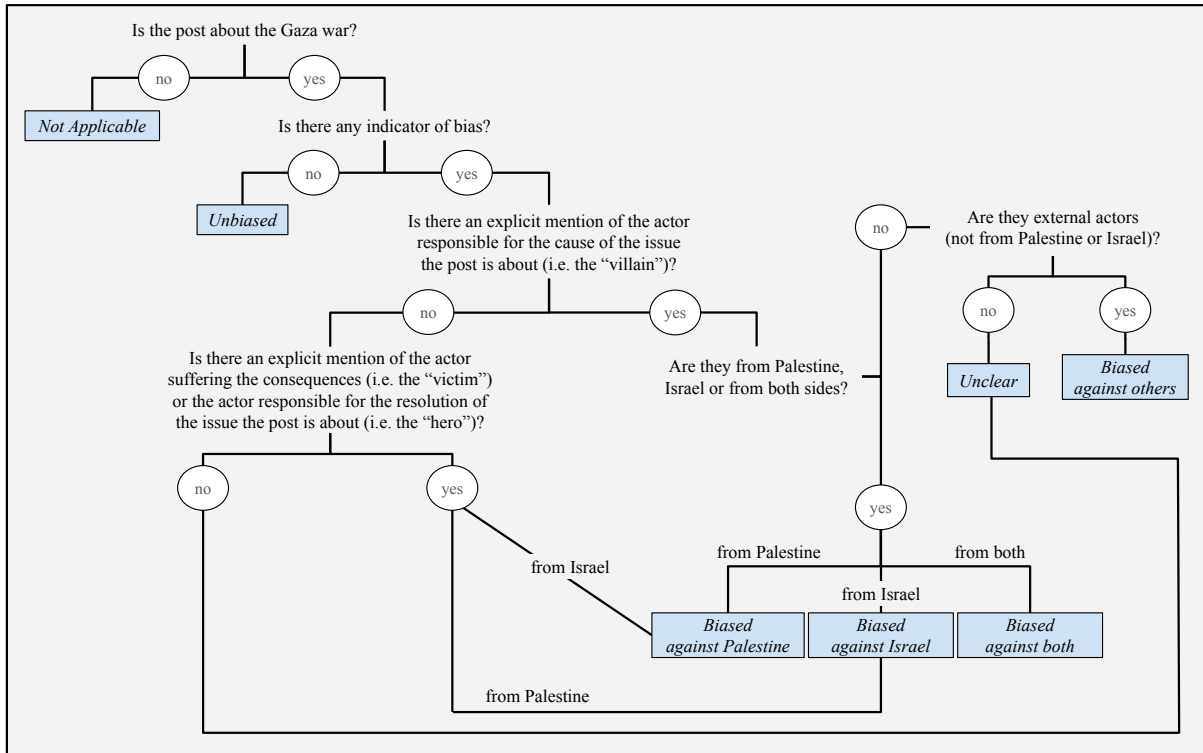 Is the post about the Gaza war?
no
yes
Not Applicable
Is there any indicator of bias?
no
yes
Unbiased
Is there an explicit mention of the actor
responsible for the cause of the issue
the post is about (i.e. the “villain”)?
no
yes
Is there an explicit mention of the actor
suffering the consequences (i.e. the “victim”)
or the actor responsible for the resolution of
the issue the post is about (i.e. the “hero”)?
no
yes
from Israel
from Palestine
Are they from Palestine,
Israel or from both sides?
no
Are they external actors
(not from Palestine or Israel)?
no
yes
Unclear
Biased
against others
yes
from Palestine
from Israel
from both
Biased
against Palestine
Biased
against Israel
Biased
against both